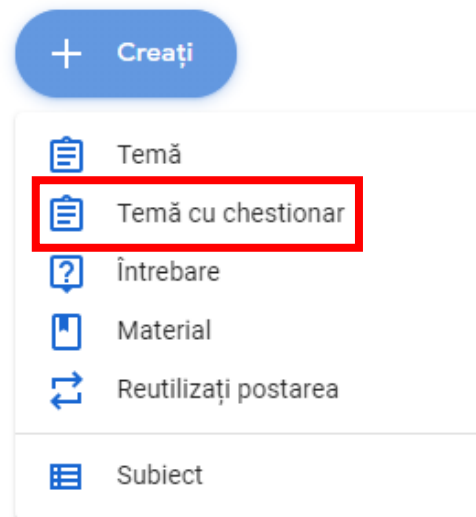 Creați
Temă
Temă cu chestionar
Întrebare
Material
Reutilizați postarea
Subiect